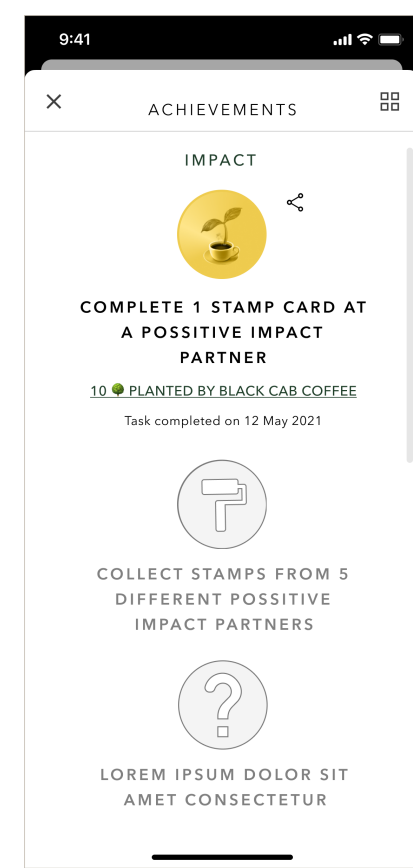 9:41
ACHIEVEMENTS
IMPACT
COMPLETE 1 STAMP CARD AT
A POSSITIVE IMPACT
PARTNER
10 🌳 PLANTED BY BLACK CAB COFFEE
Task completed on 12 May 2021
COLLECT STAMPS FROM 5
DIFFERENT POSSITIVE
IMPACT PARTNERS
?
LOREM IPSUM DOLOR SIT
AMET CONSECTETUR